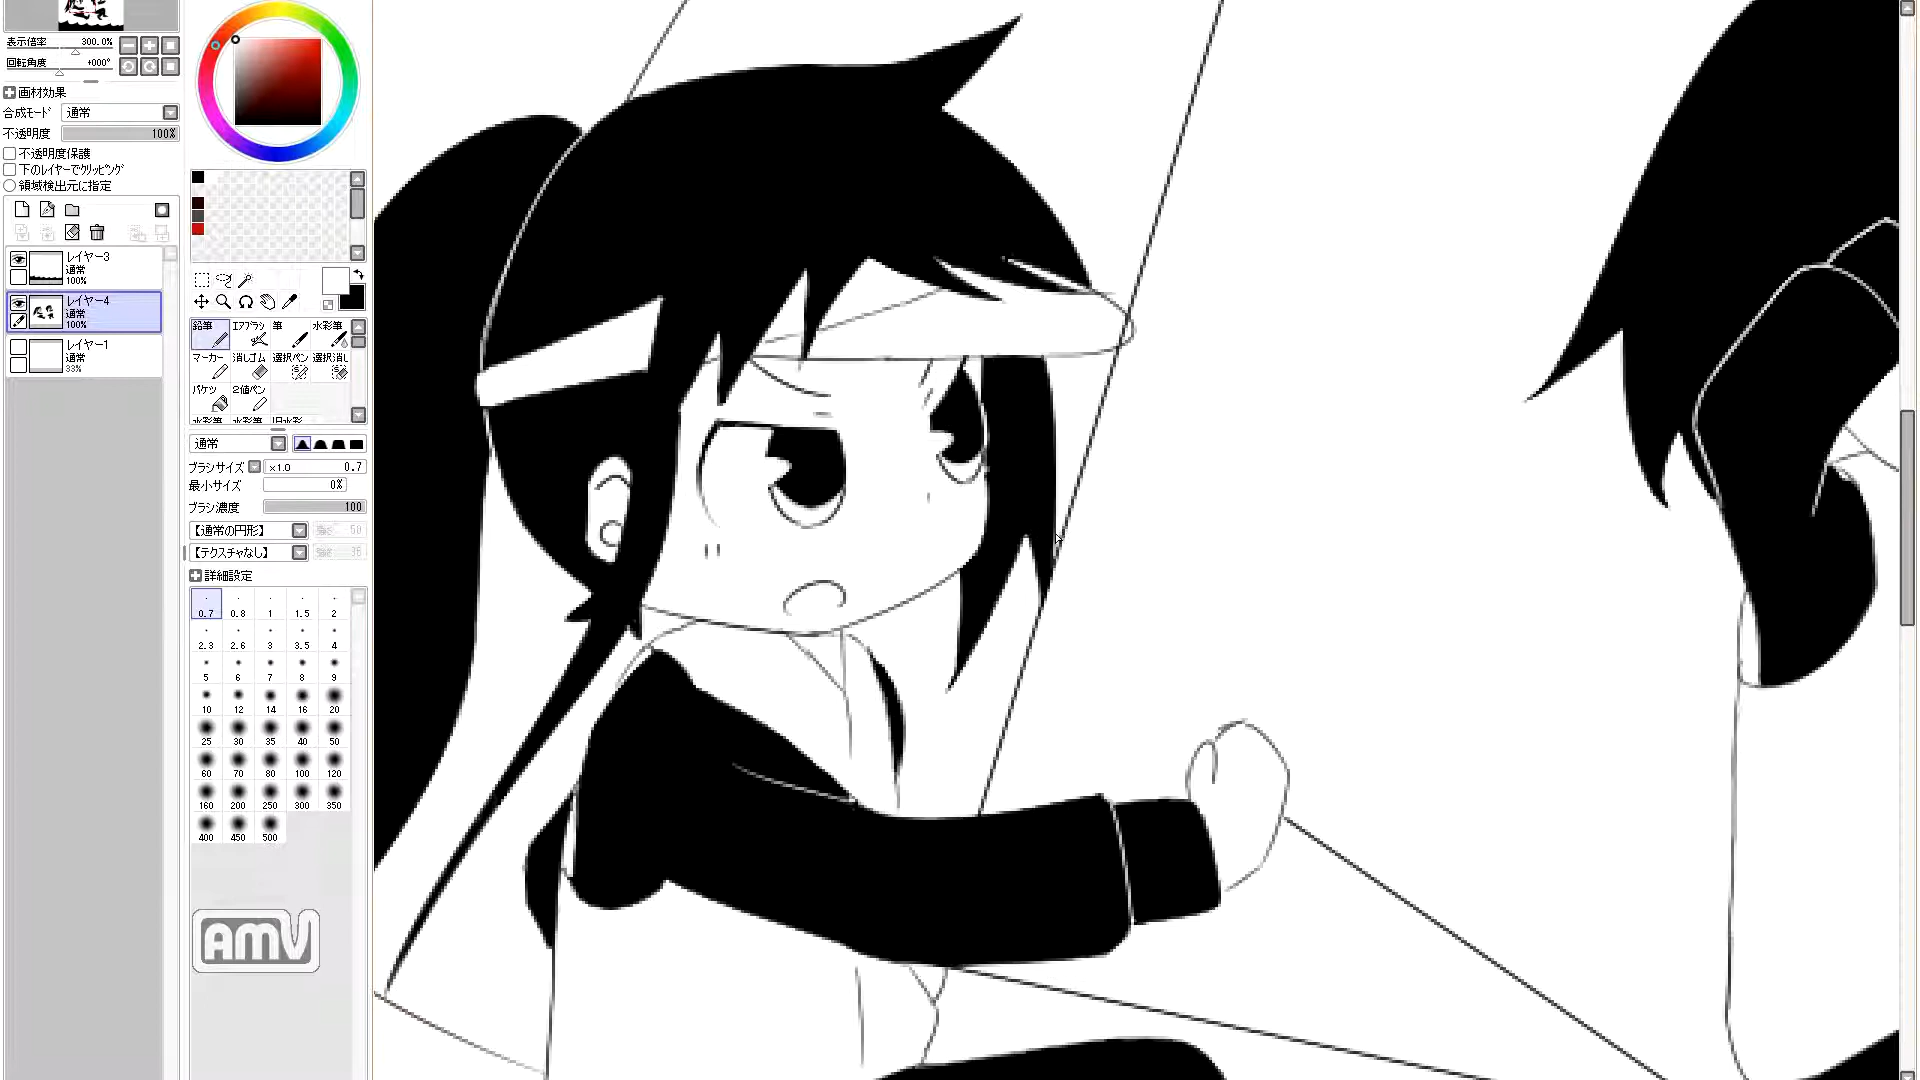 表示倍率 300.0%
回転角度 +000°
画材効果
合成モード 通常
不透明度 100%
不透明度保護
下のレイヤーでクリッピング
領域検出元に指定
レイヤー3
通常
100%
レイヤー4
通常
100%
レイヤー1
通常
33%
鉛筆 エアブラシ 筆 水彩筆
マーカー 消しゴム 選択ペン 選択消し
バケツ 2値ペン
水彩筆 水彩筆
通常
ブラシサイズ x1.0 0.7
最小サイズ 0%
ブラシ濃度 100
【通常の円形】 50
【テクスチャなし】
詳細設定
0.7 0.8 1 1.5 2
2.3 2.6 3 3.5 4
5 6 7 8 9
10 12 14 16 20
25 30 35 40 50
60 70 80 100 120
160 200 250 300 350
400 450 500
AMV